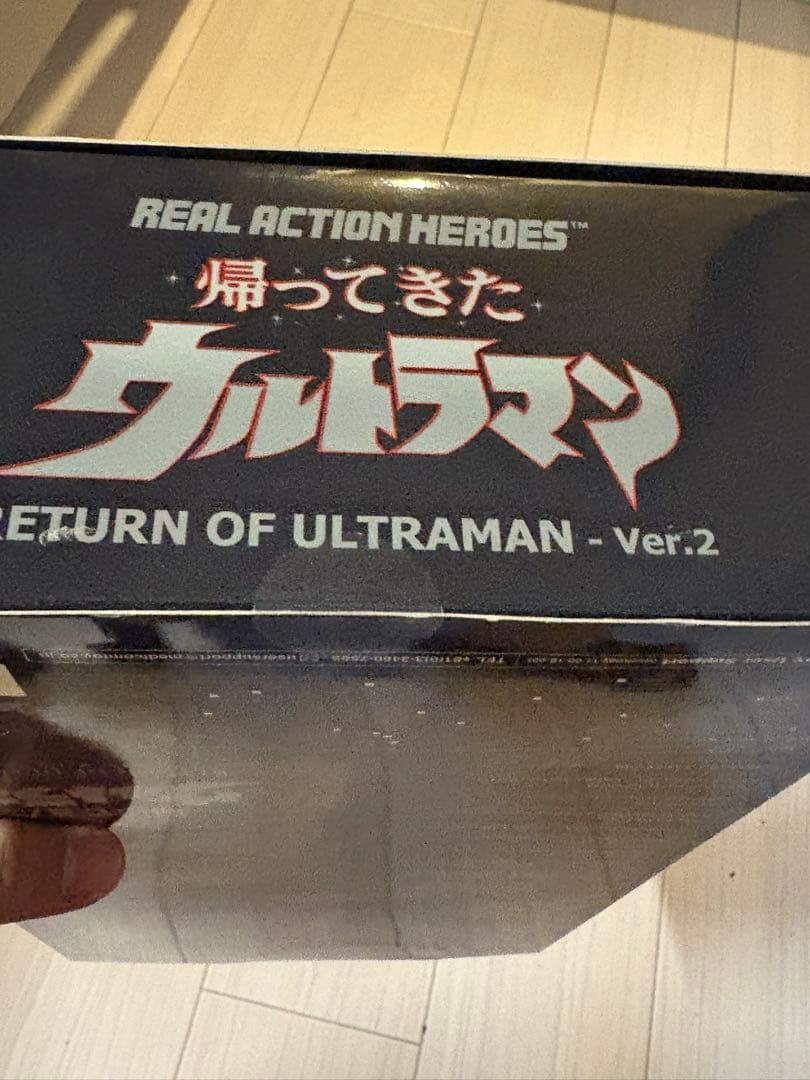 REAL ACTION HEROES™
帰ってきた
ウルトラマン
RETURN OF ULTRAMAN - Ver.2